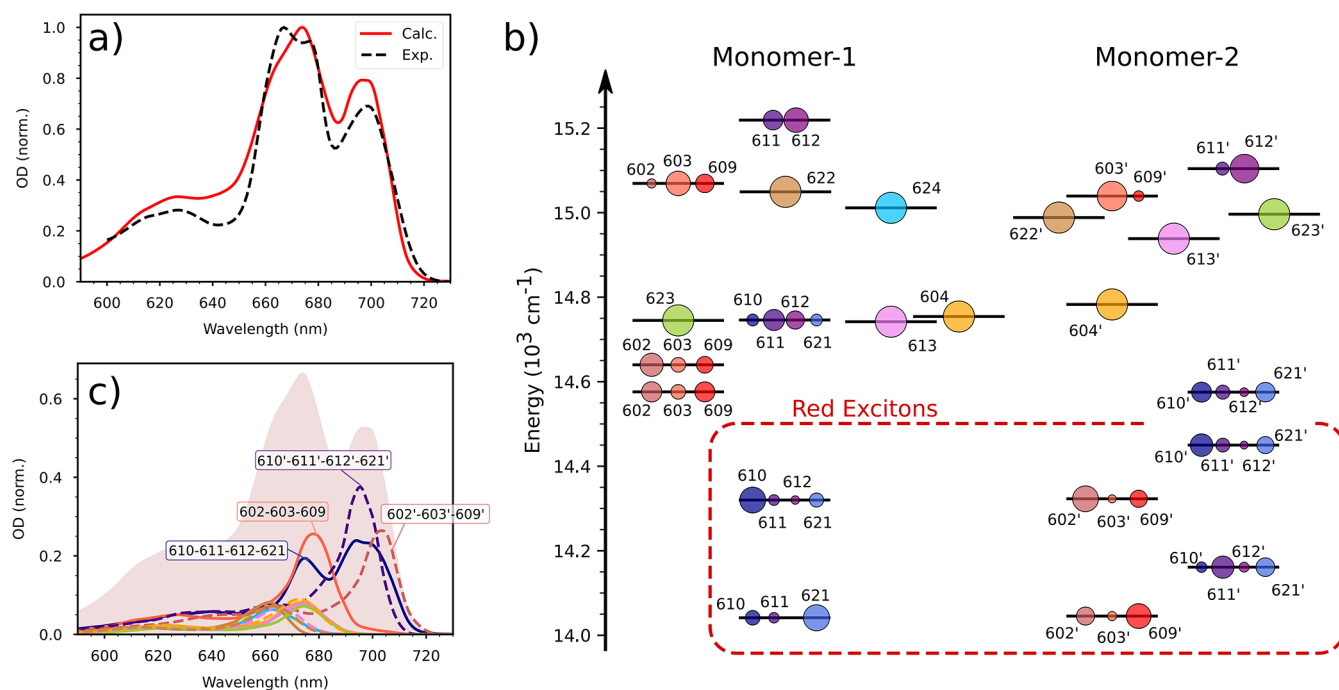 a)
1.0
0.8
0.6
0.4
0.2
0.0
OD (norm.)
Calc.
Exp.
600 620 640 660 680 700 720
Wavelength (nm)
b)
Monomer-1 Monomer-2
Energy (10³ cm⁻¹)
15.2
15.0
14.8
14.6
14.4
14.2
14.0
611 612
602 603 609
622
624
623
610 612
611 621
613
604
602 603 609
602 603 609
611' 612'
603' 609'
622'
623'
613'
604'
611' 621'
610' 612'
Red Excitons
621'
610' 611' 612'
610 612
611 621
602' 603' 609'
610' 612'
611' 621'
610 611 621
602' 603' 609'
c)
0.6
0.4
0.2
0.0
OD (norm.)
610'-611'-612'-621'
602-603-609
602'-603'-609'
610-611-612-621
600 620 640 660 680 700 720
Wavelength (nm)